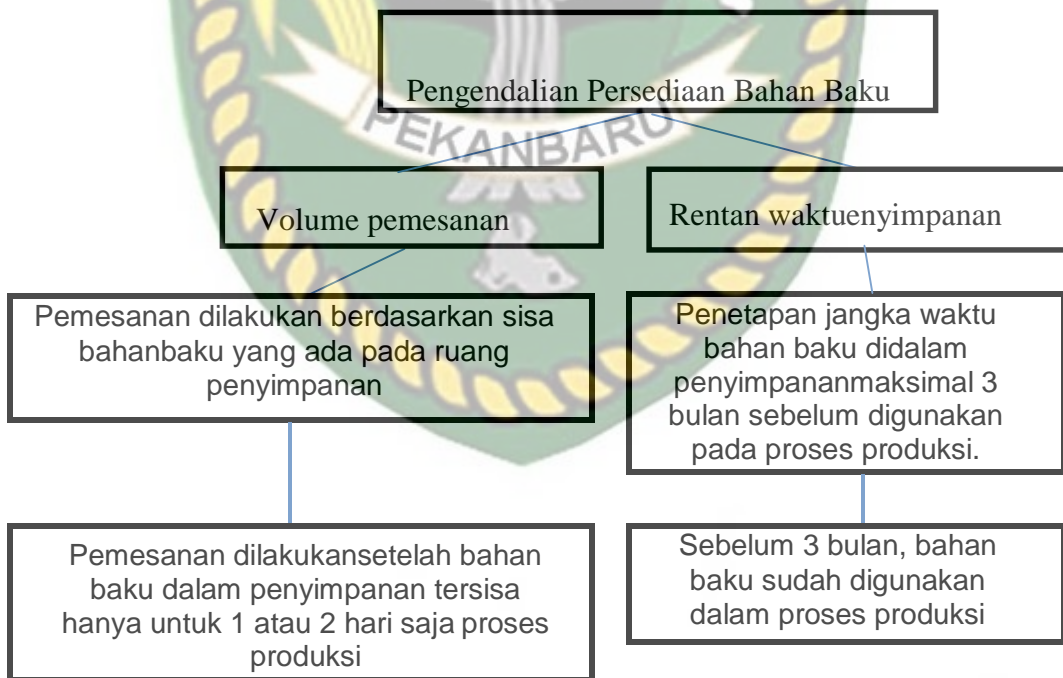 Pengendalian Persediaan Bahan Baku
PEKANBARU
Volume pemesanan
Rentan waktuenyimpanan
Pemesanan dilakukan berdasarkan sisa
bahanbaku yang ada pada ruang
penyimpanan
Penetapan jangka waktu
bahan baku didalam
penyimpananmaksimal 3
bulan sebelum digunakan
pada proses produksi.
Pemesanan dilakukansetelah bahan
baku dalam penyimpanan tersisa
hanya untuk 1 atau 2 hari saja proses
produksi
Sebelum 3 bulan, bahan
baku sudah digunakan
dalam proses produksi